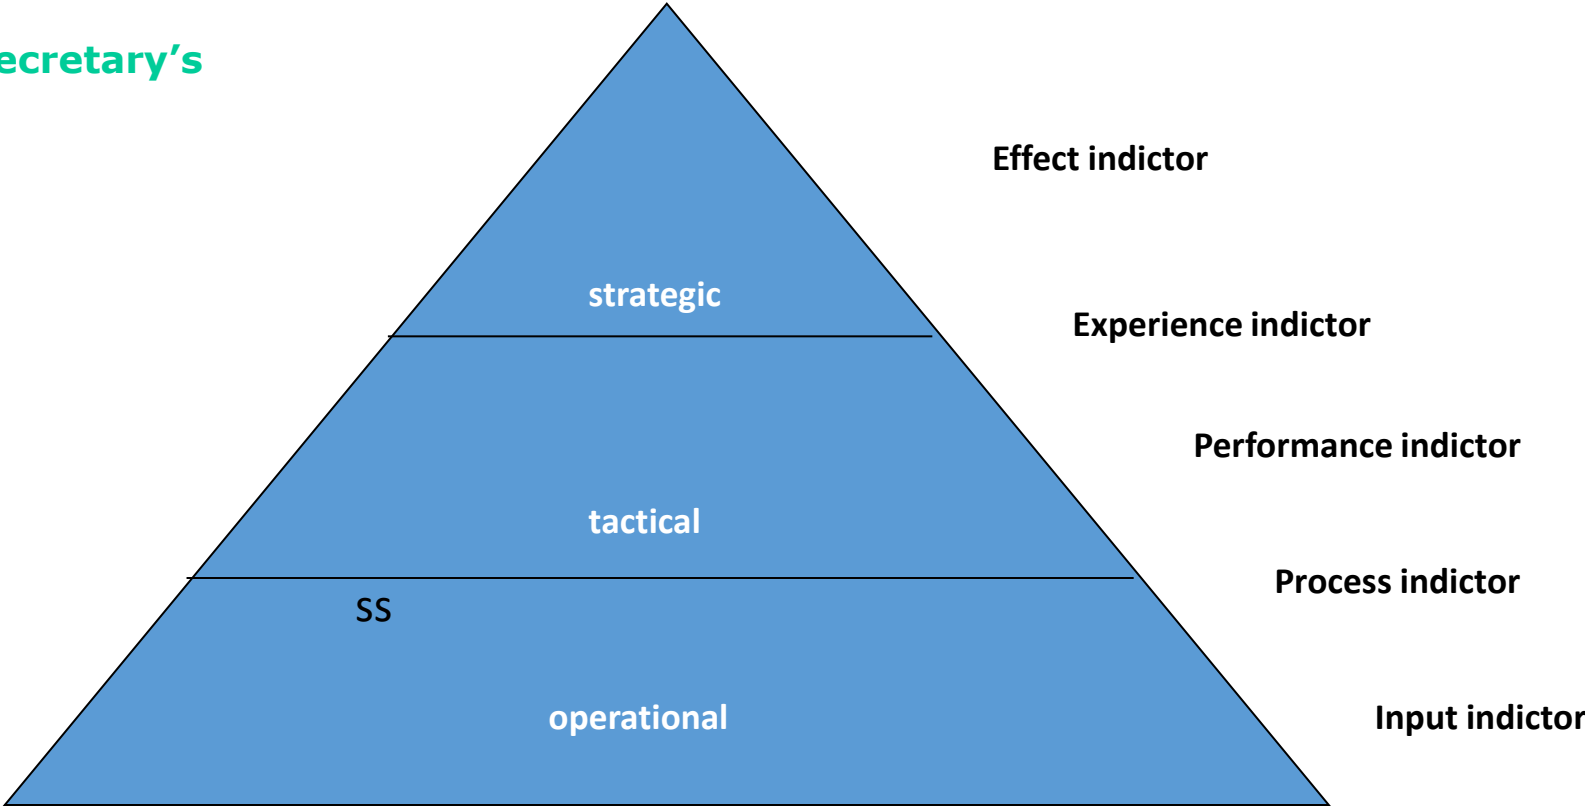 ecretary’s
Effect indictor
strategic
Experience indictor
Performance indictor
tactical
Process indictor
SS
operational
Input indictor